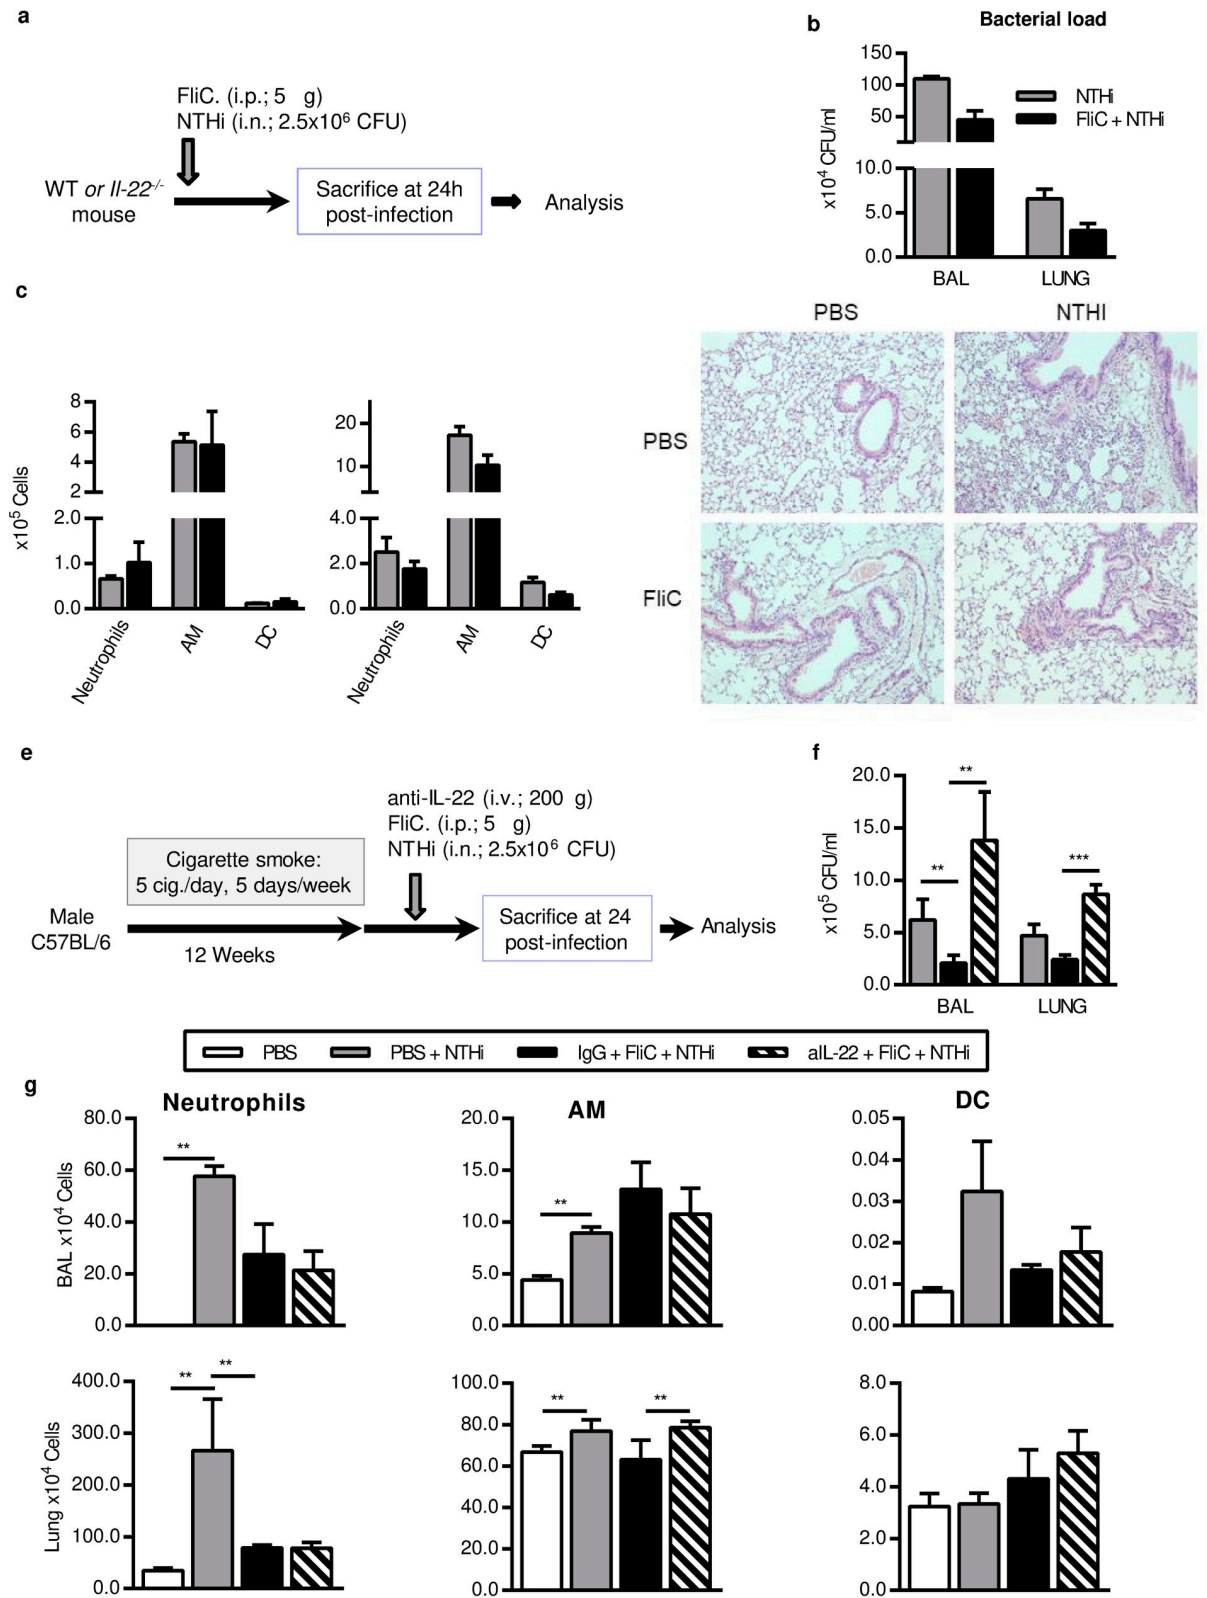 a
FliC. (i.p.; 5 g)
NTHi (i.n.; 2.5x10⁶ CFU)
WT or Il-22⁻/⁻
mouse
Sacrifice at 24h
post-infection
Analysis
b
Bacterial load
x10⁴ CFU/ml
150
100
50
10.0
5.0
0.0
NTHi
FliC + NTHi
BAL
LUNG
c
x10⁵ Cells
8
6
4
2
2.0
1.0
0.0
Neutrophils
AM
DC
20
10
4.0
2.0
0.0
Neutrophils
AM
DC
PBS
NTHI
PBS
FliC
e
anti-IL-22 (i.v.; 200 g)
FliC. (i.p.; 5 g)
NTHi (i.n.; 2.5x10⁶ CFU)
Cigarette smoke:
5 cig./day, 5 days/week
Male
C57BL/6
12 Weeks
Sacrifice at 24
post-infection
Analysis
f
x10⁵ CFU/ml
20.0
15.0
10.0
5.0
0.0
**
**
***
BAL
LUNG
PBS
PBS + NTHi
IgG + FliC + NTHi
aIL-22 + FliC + NTHi
g
Neutrophils
BAL x10⁴ Cells
80.0
60.0
40.0
20.0
0.0
**
AM
20.0
15.0
10.0
5.0
0.0
**
DC
0.05
0.04
0.03
0.02
0.01
0.00
Lung x10⁴ Cells
400.0
300.0
200.0
100.0
0.0
**
**
100.0
80.0
60.0
40.0
20.0
0.0
**
**
8.0
6.0
4.0
2.0
0.0